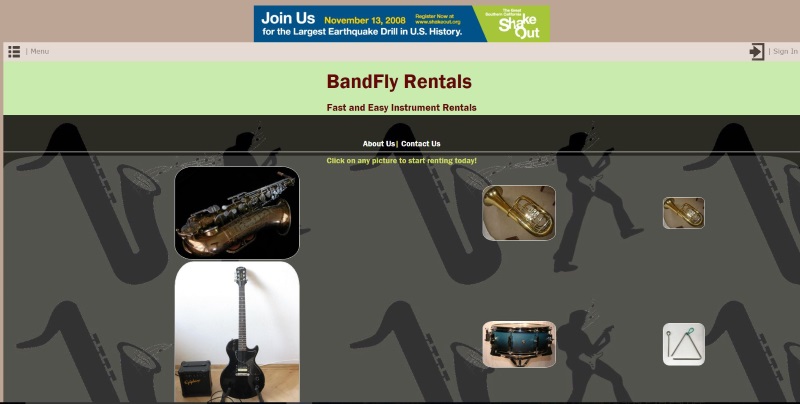 Join Us November 13, 2008 Register Now at
www.shakeout.org
for the Largest Earthquake Drill in U.S. History.
The Great
Southern California
Shake
Out
| Menu
| Sign In
BandFly Rentals
Fast and Easy Instrument Rentals
About Us| Contact Us
Click on any picture to start renting today!